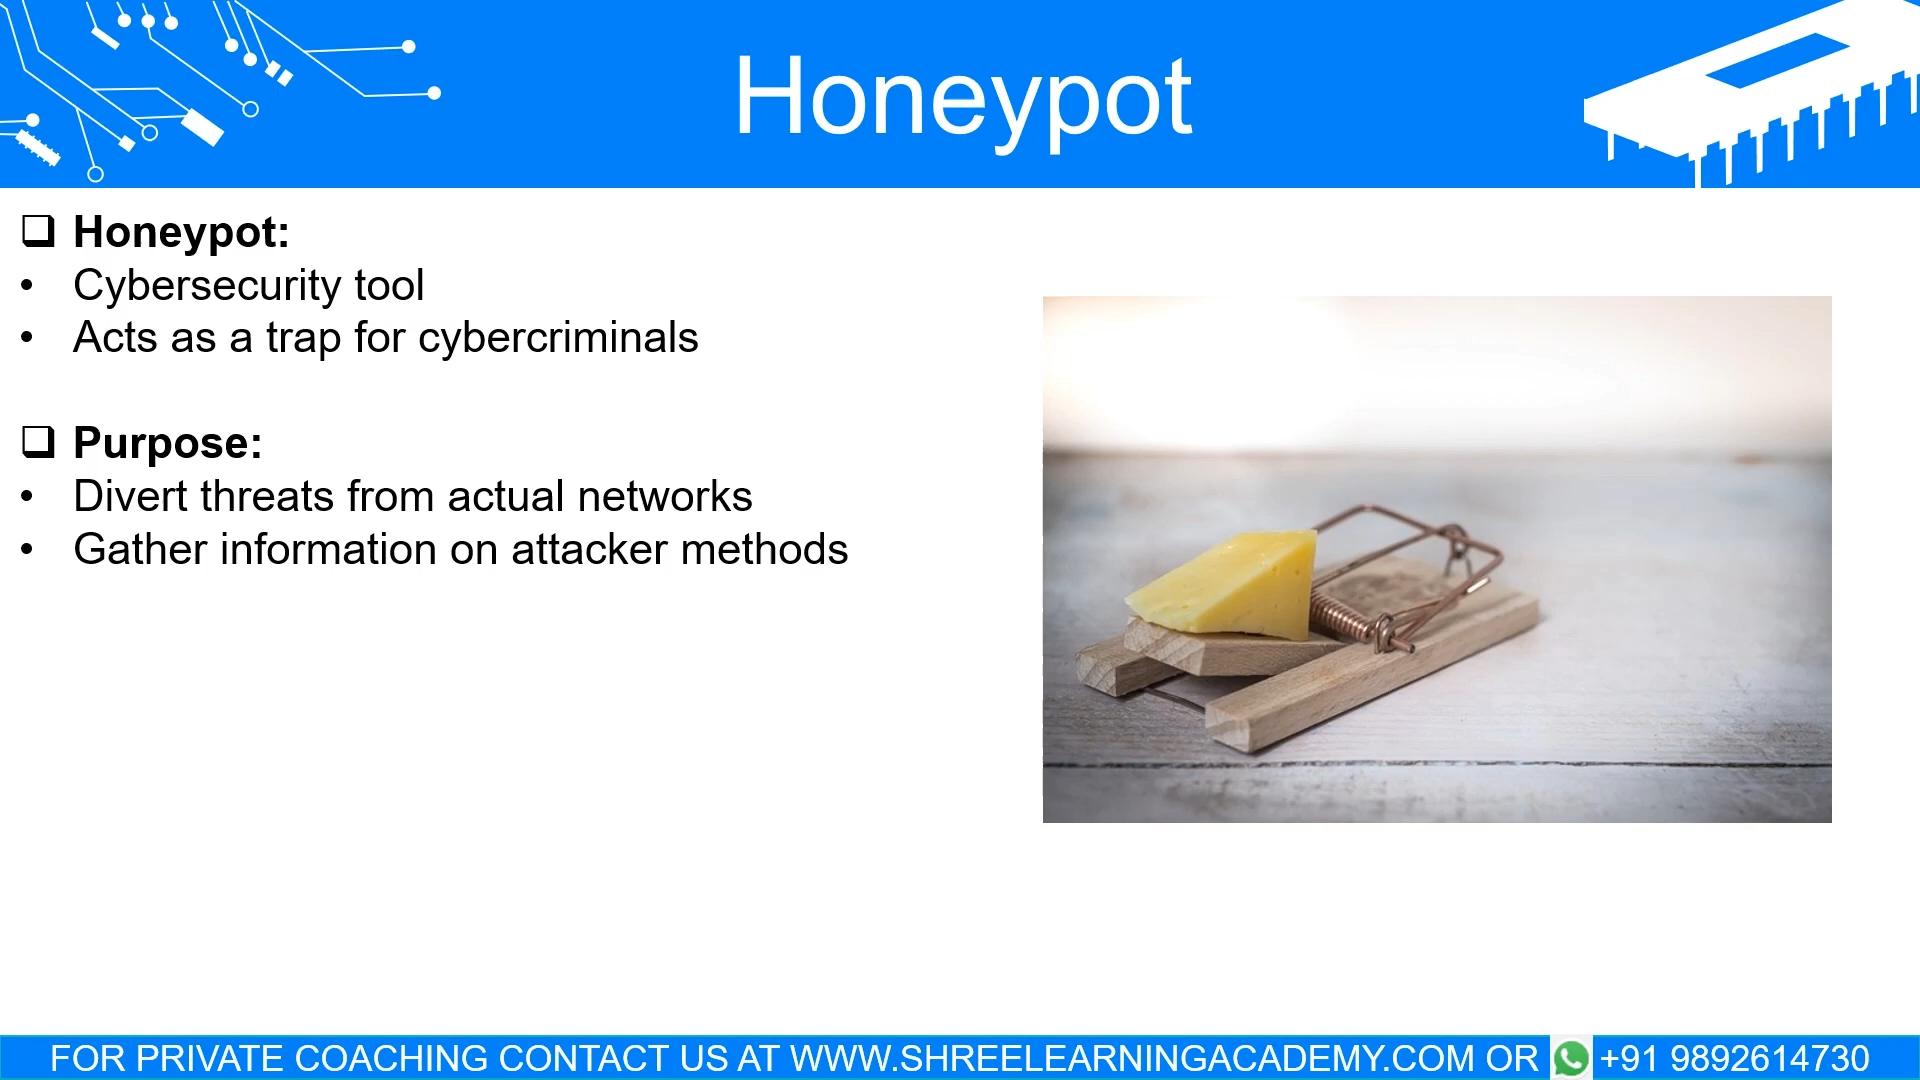 Honeypot
❑ Honeypot:
• Cybersecurity tool
• Acts as a trap for cybercriminals
❑ Purpose:
• Divert threats from actual networks
• Gather information on attacker methods
FOR PRIVATE COACHING CONTACT US AT WWW.SHREELEARNINGACADEMY.COM OR +91 9892614730